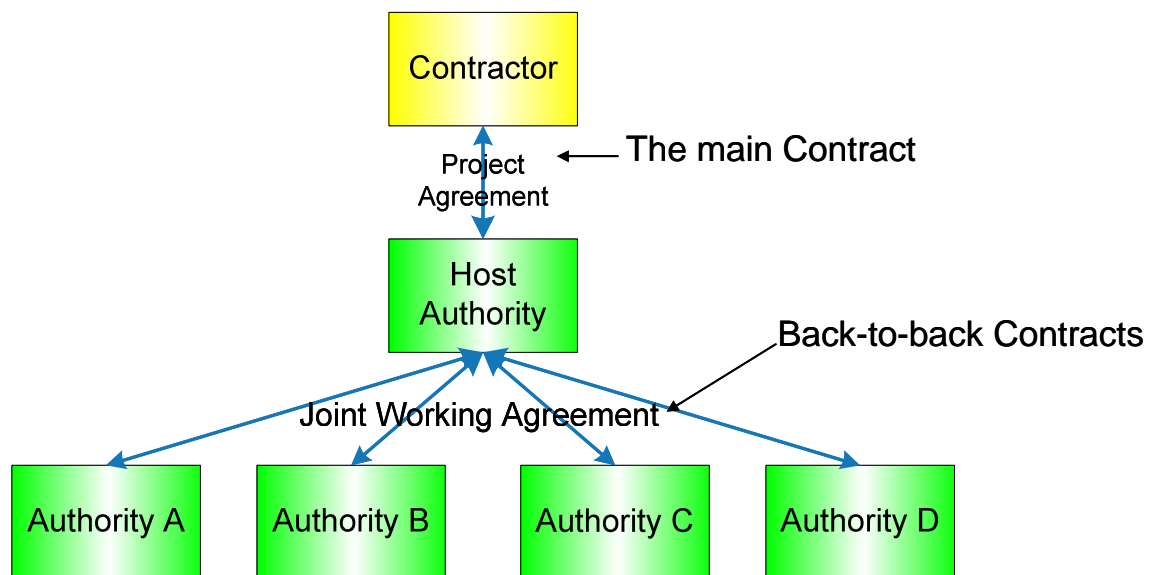 Contractor
The main Contract
Project
Agreement
Host
Authority
Back-to-back Contracts
Joint Working Agreement
Authority A
Authority B
Authority C
Authority D